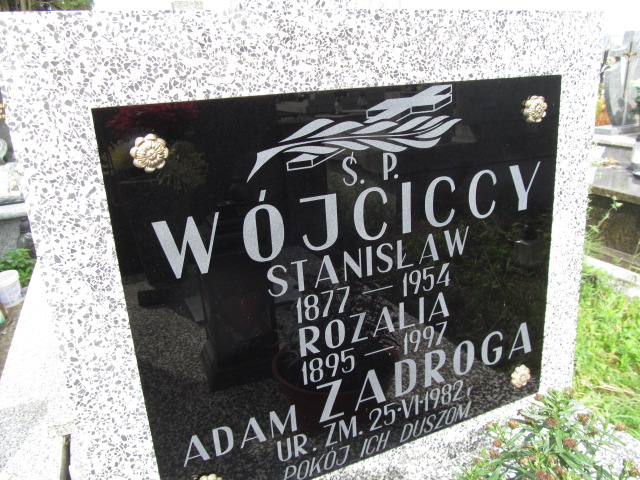 Ś. P.
WÓJCICCY
STANISŁAW
1877 — 1954
ROZALIA
1895 — 1997
ADAM ZADROGA
UR. ZM. 25·VI·1982 r
POKÓJ ICH DUSZOM.